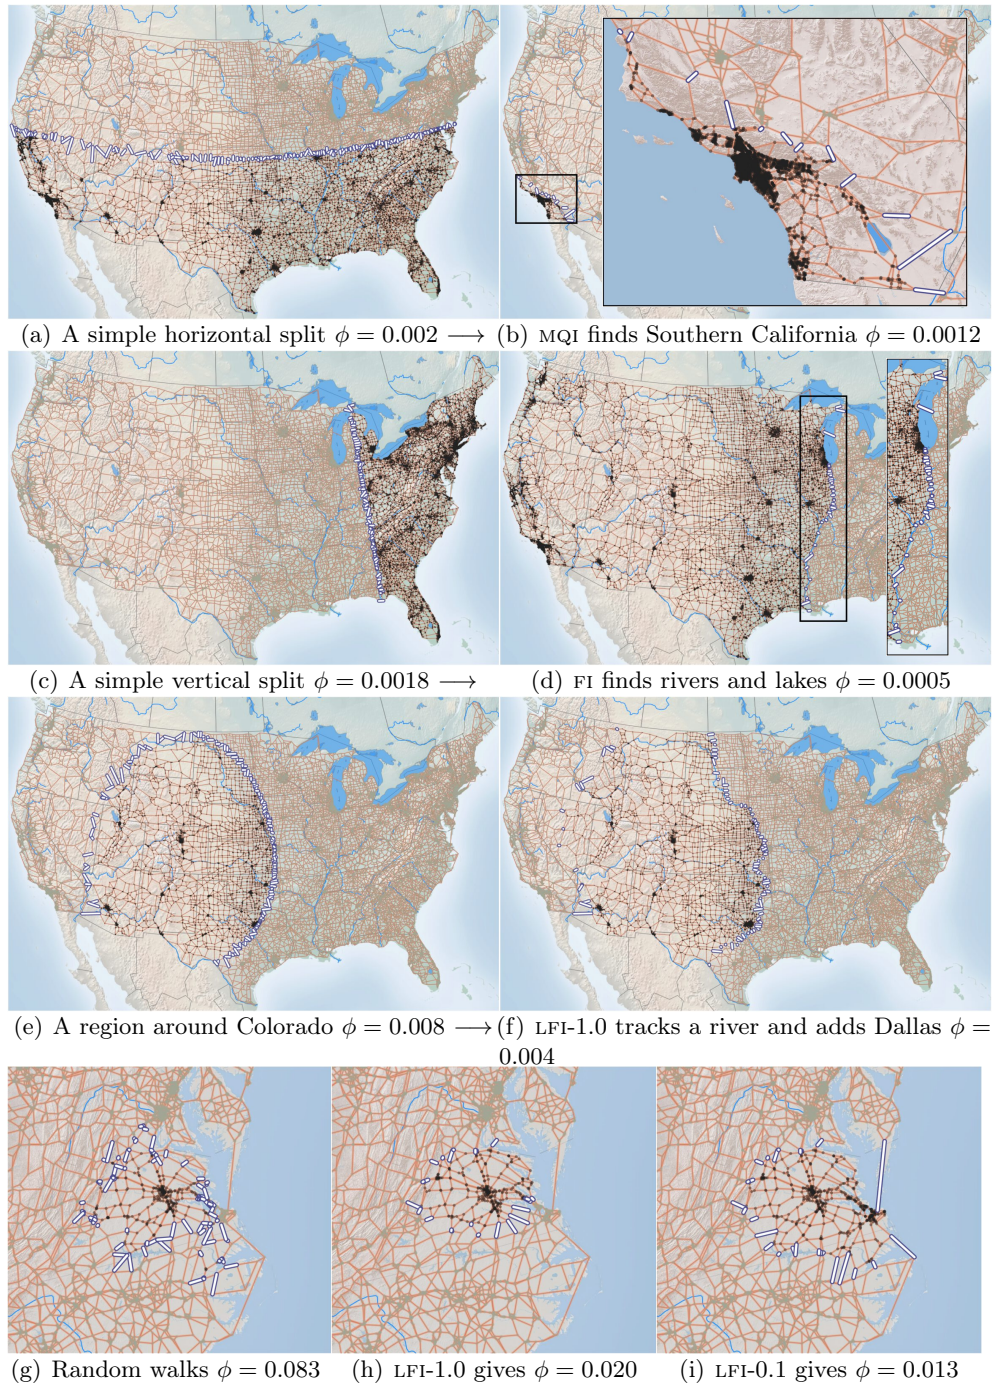 (a) A simple horizontal split ϕ = 0.002 ⟶
(b) MQI finds Southern California ϕ = 0.0012
(c) A simple vertical split ϕ = 0.0018 ⟶
(d) FI finds rivers and lakes ϕ = 0.0005
(e) A region around Colorado ϕ = 0.008 ⟶
(f) LFI-1.0 tracks a river and adds Dallas ϕ =
0.004
(g) Random walks ϕ = 0.083
(h) LFI-1.0 gives ϕ = 0.020
(i) LFI-0.1 gives ϕ = 0.013